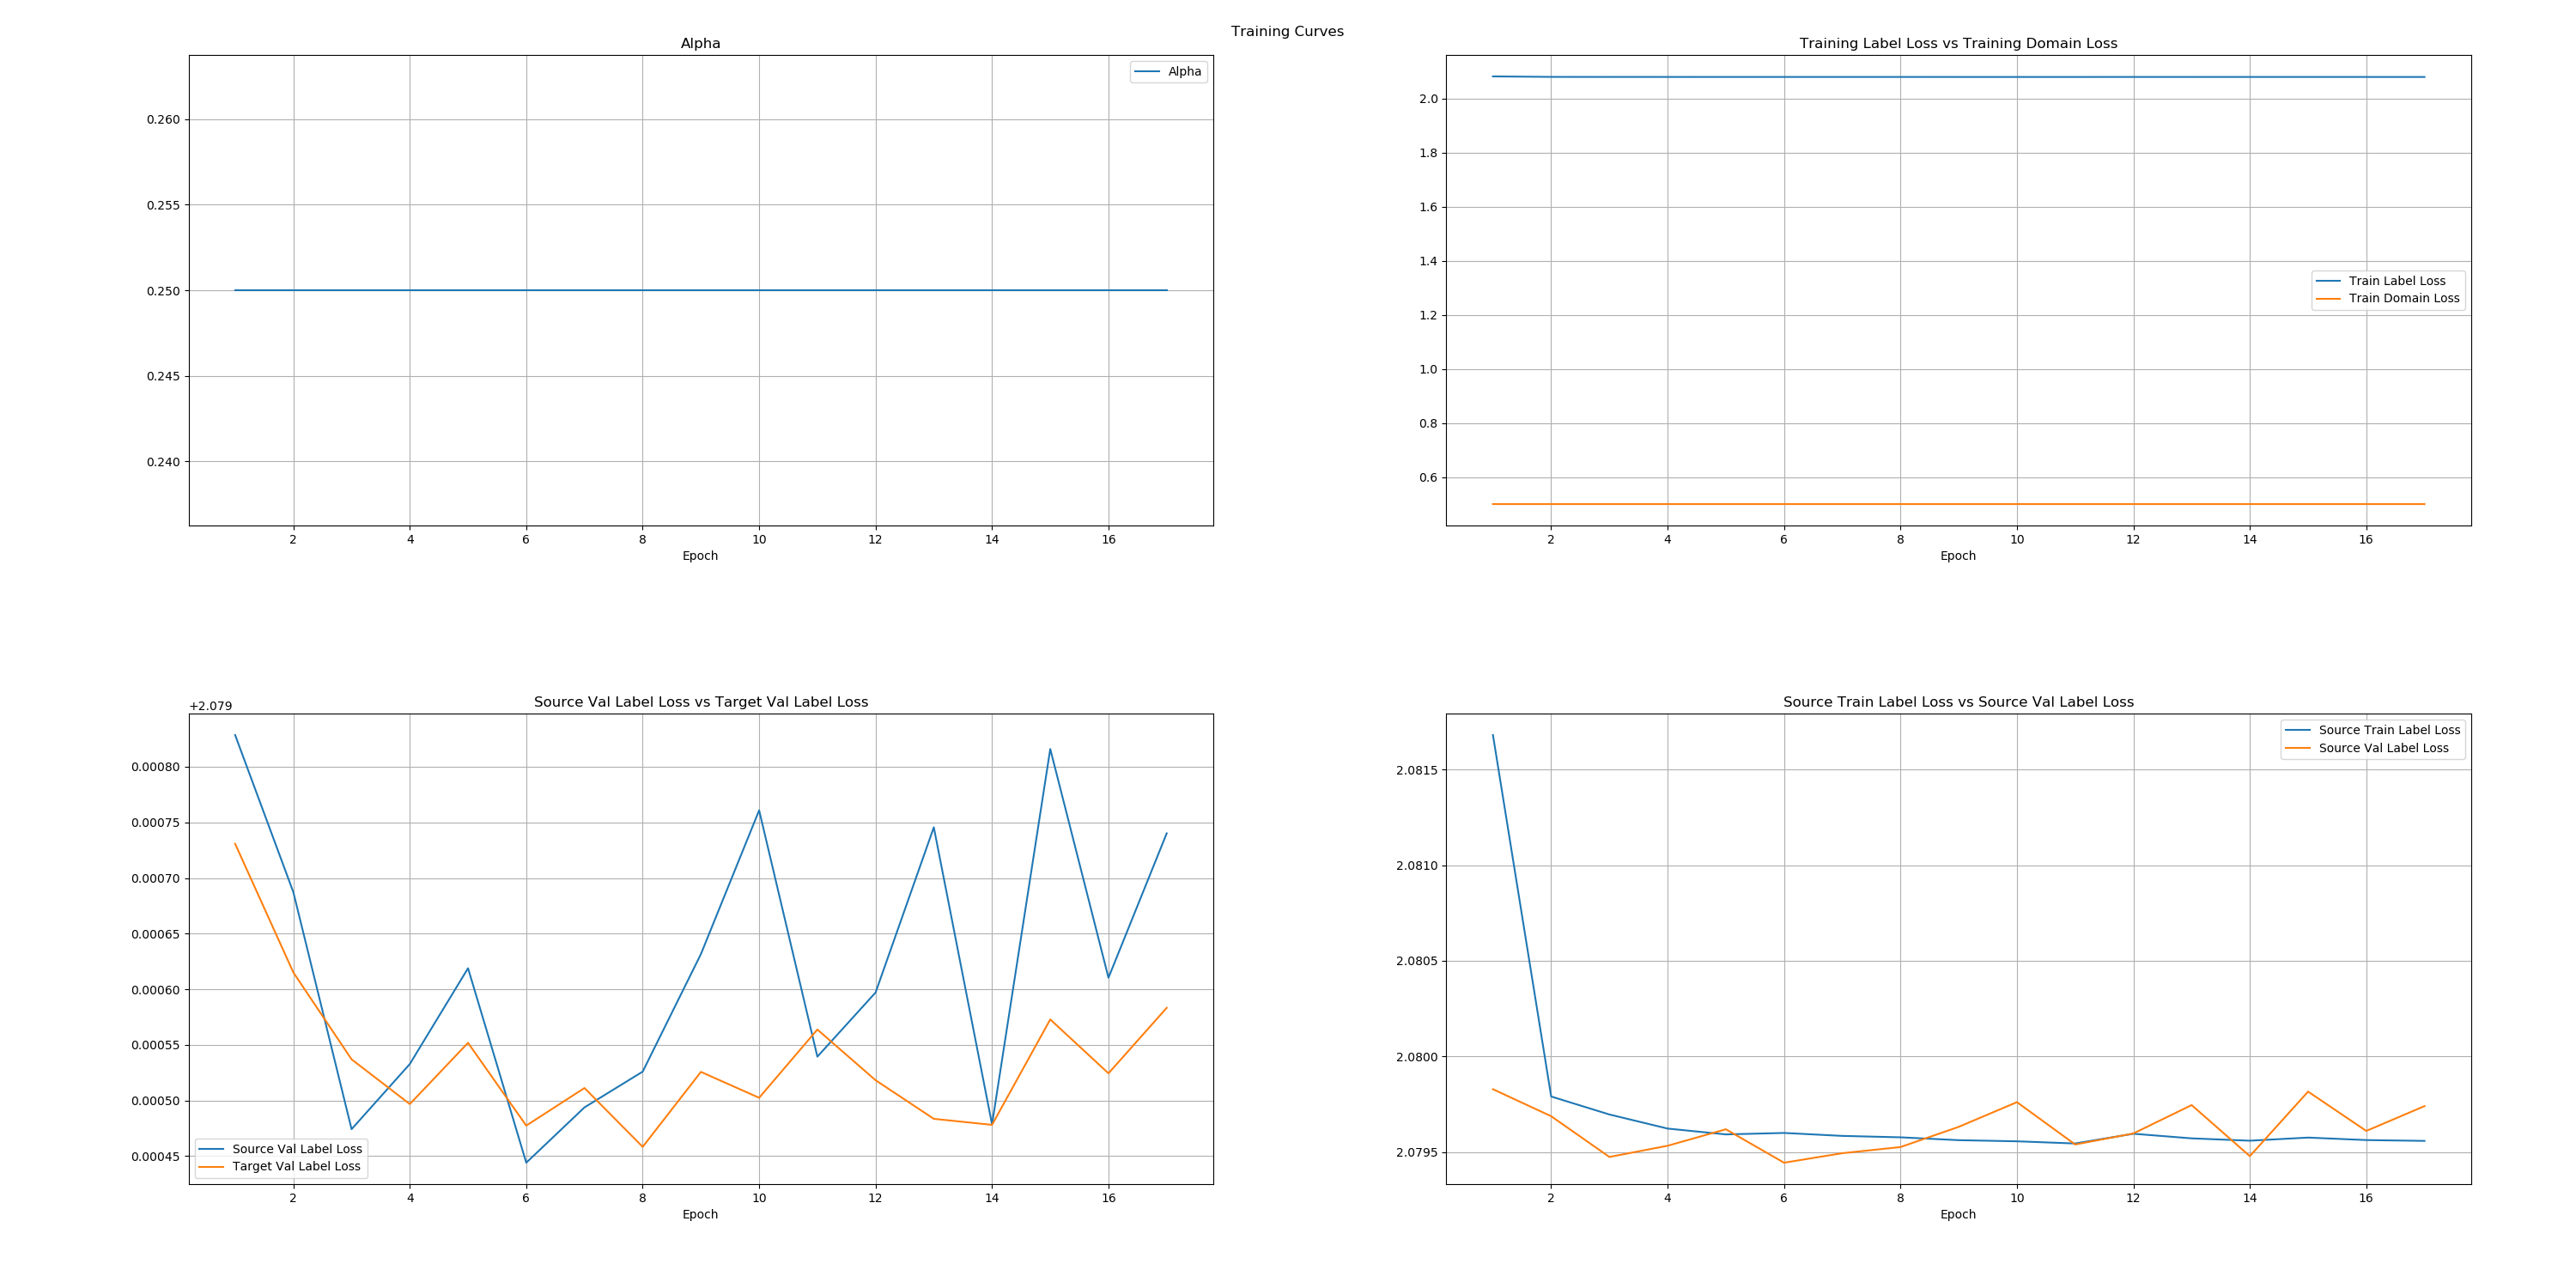 Training Curves
Alpha
Alpha
0.260
0.255
0.250
0.245
0.240
2 4 6 8 10 12 14 16
Epoch
Training Label Loss vs Training Domain Loss
2.0
1.8
1.6
1.4
1.2
1.0
0.8
0.6
Train Label Loss
Train Domain Loss
2 4 6 8 10 12 14 16
Epoch
Source Val Label Loss vs Target Val Label Loss
+2.079
0.00080
0.00075
0.00070
0.00065
0.00060
0.00055
0.00050
0.00045
Source Val Label Loss
Target Val Label Loss
2 4 6 8 10 12 14 16
Epoch
Source Train Label Loss vs Source Val Label Loss
Source Train Label Loss
Source Val Label Loss
2.0815
2.0810
2.0805
2.0800
2.0795
2 4 6 8 10 12 14 16
Epoch